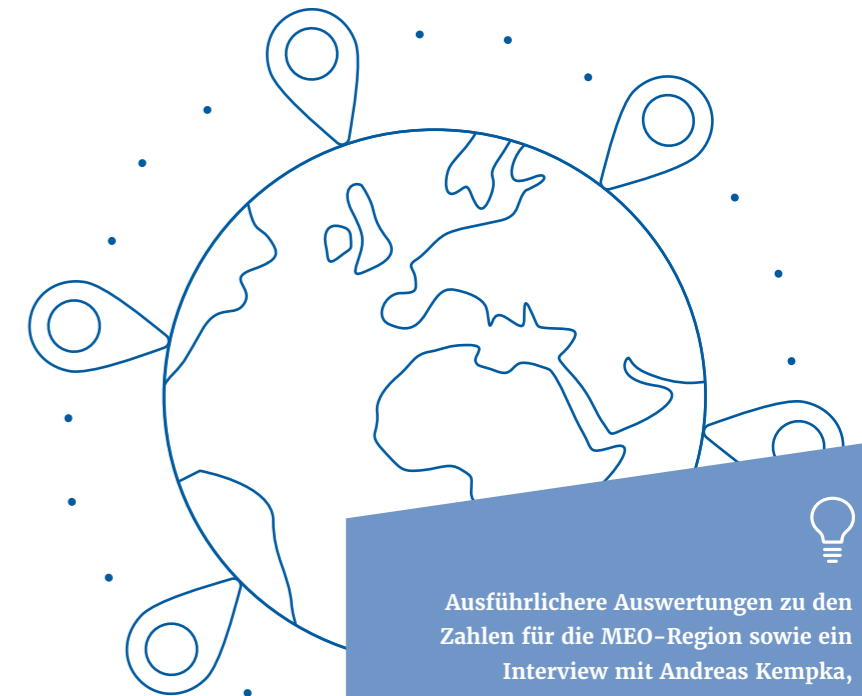 Ausführlichere Auswertungen zu den
Zahlen für die MEO-Region sowie ein
Interview mit Andreas Kempka,